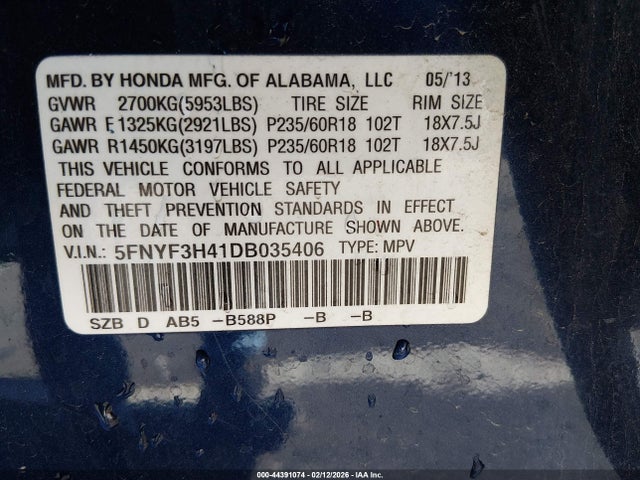 MFD. BY HONDA MFG. OF ALABAMA, LLC 05/'13
GVWR 2700KG(5953LBS) TIRE SIZE RIM SIZE
GAWR F1325KG(2921LBS) P235/60R18 102T 18X7.5J
GAWR R1450KG(3197LBS) P235/60R18 102T 18X7.5J
THIS VEHICLE CONFORMS TO ALL APPLICABLE
FEDERAL MOTOR VEHICLE SAFETY
AND THEFT PREVENTION STANDARDS IN EFFECT
ON THE DATE OF MANUFACTURE SHOWN ABOVE.
V.I.N.: 5FNYF3H41DB035406 TYPE: MPV
SZB D AB5 -B588P -B -B
000-44391074 - 02/12/2026 - IAA Inc.